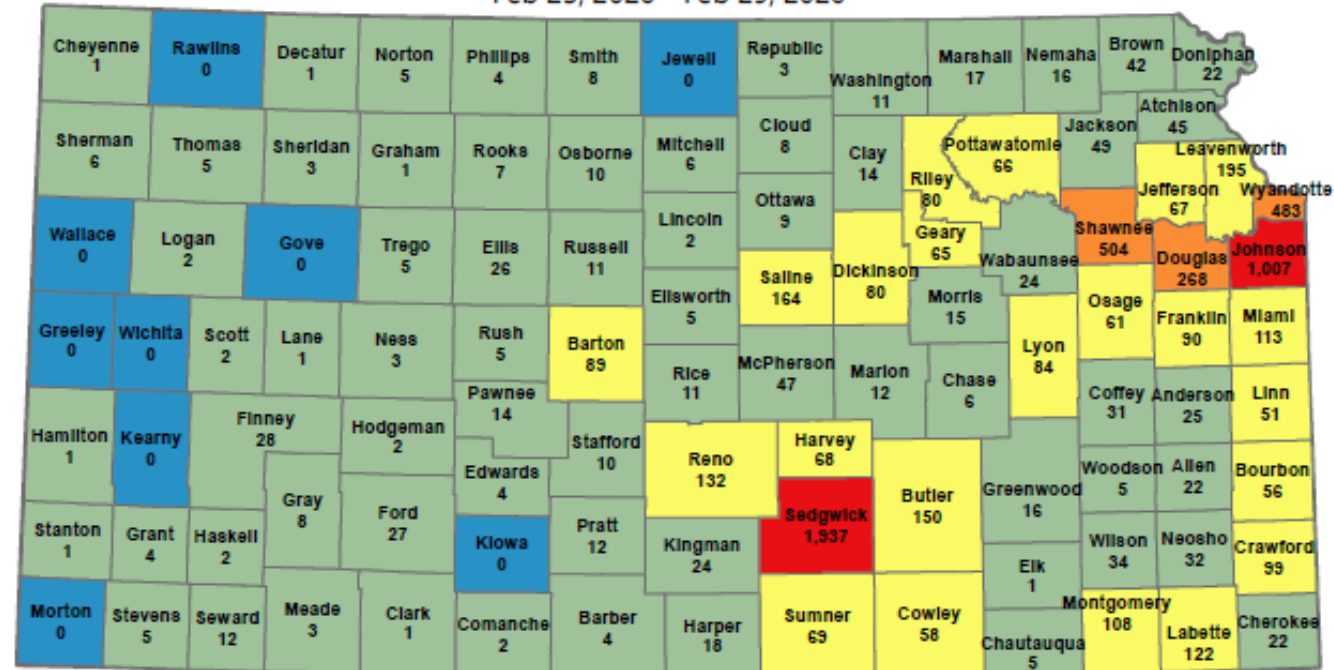 Cheyenne
1
Rawlins
0
Decatur
1
Norton
5
Phillips
4
Smith
8
Jewell
0
Republic
3
Washington
11
Marshall
17
Nemaha
16
Brown
42
Doniphan
22
Sherman
6
Thomas
5
Sheridan
3
Graham
1
Rooks
7
Osborne
10
Mitchell
6
Cloud
8
Clay
14
Riley
80
Pottawatomie
66
Jackson
49
Atchison
45
Leavenworth
195
Jefferson
67
Wyandotte
483
Wallace
0
Logan
2
Gove
0
Trego
5
Ellis
26
Russell
11
Lincoln
2
Ottawa
9
Saline
164
Dickinson
80
Geary
65
Wabaunsee
24
Shawnee
504
Douglas
268
Johnson
1,007
Greeley
0
Wichita
0
Scott
2
Lane
1
Ness
3
Rush
5
Barton
89
Ellsworth
5
Rice
11
McPherson
47
Marion
12
Morris
15
Chase
6
Lyon
84
Osage
61
Franklin
90
Miami
113
Hamilton
1
Kearny
0
Finney
28
Hodgeman
2
Pawnee
14
Edwards
4
Stafford
10
Reno
132
Harvey
68
Butler
150
Greenwood
16
Coffey
31
Anderson
25
Linn
51
Woodson
5
Allen
22
Bourbon
56
Stanton
1
Grant
4
Haskell
2
Gray
8
Ford
27
Kiowa
0
Pratt
12
Kingman
24
Sedgwick
1,937
Elk
1
Wilson
34
Neosho
32
Crawford
99
Morton
0
Stevens
5
Seward
12
Meade
3
Clark
1
Comanche
2
Barber
4
Harper
18
Sumner
69
Cowley
58
Chautauqua
5
Montgomery
108
Labette
122
Cherokee
22